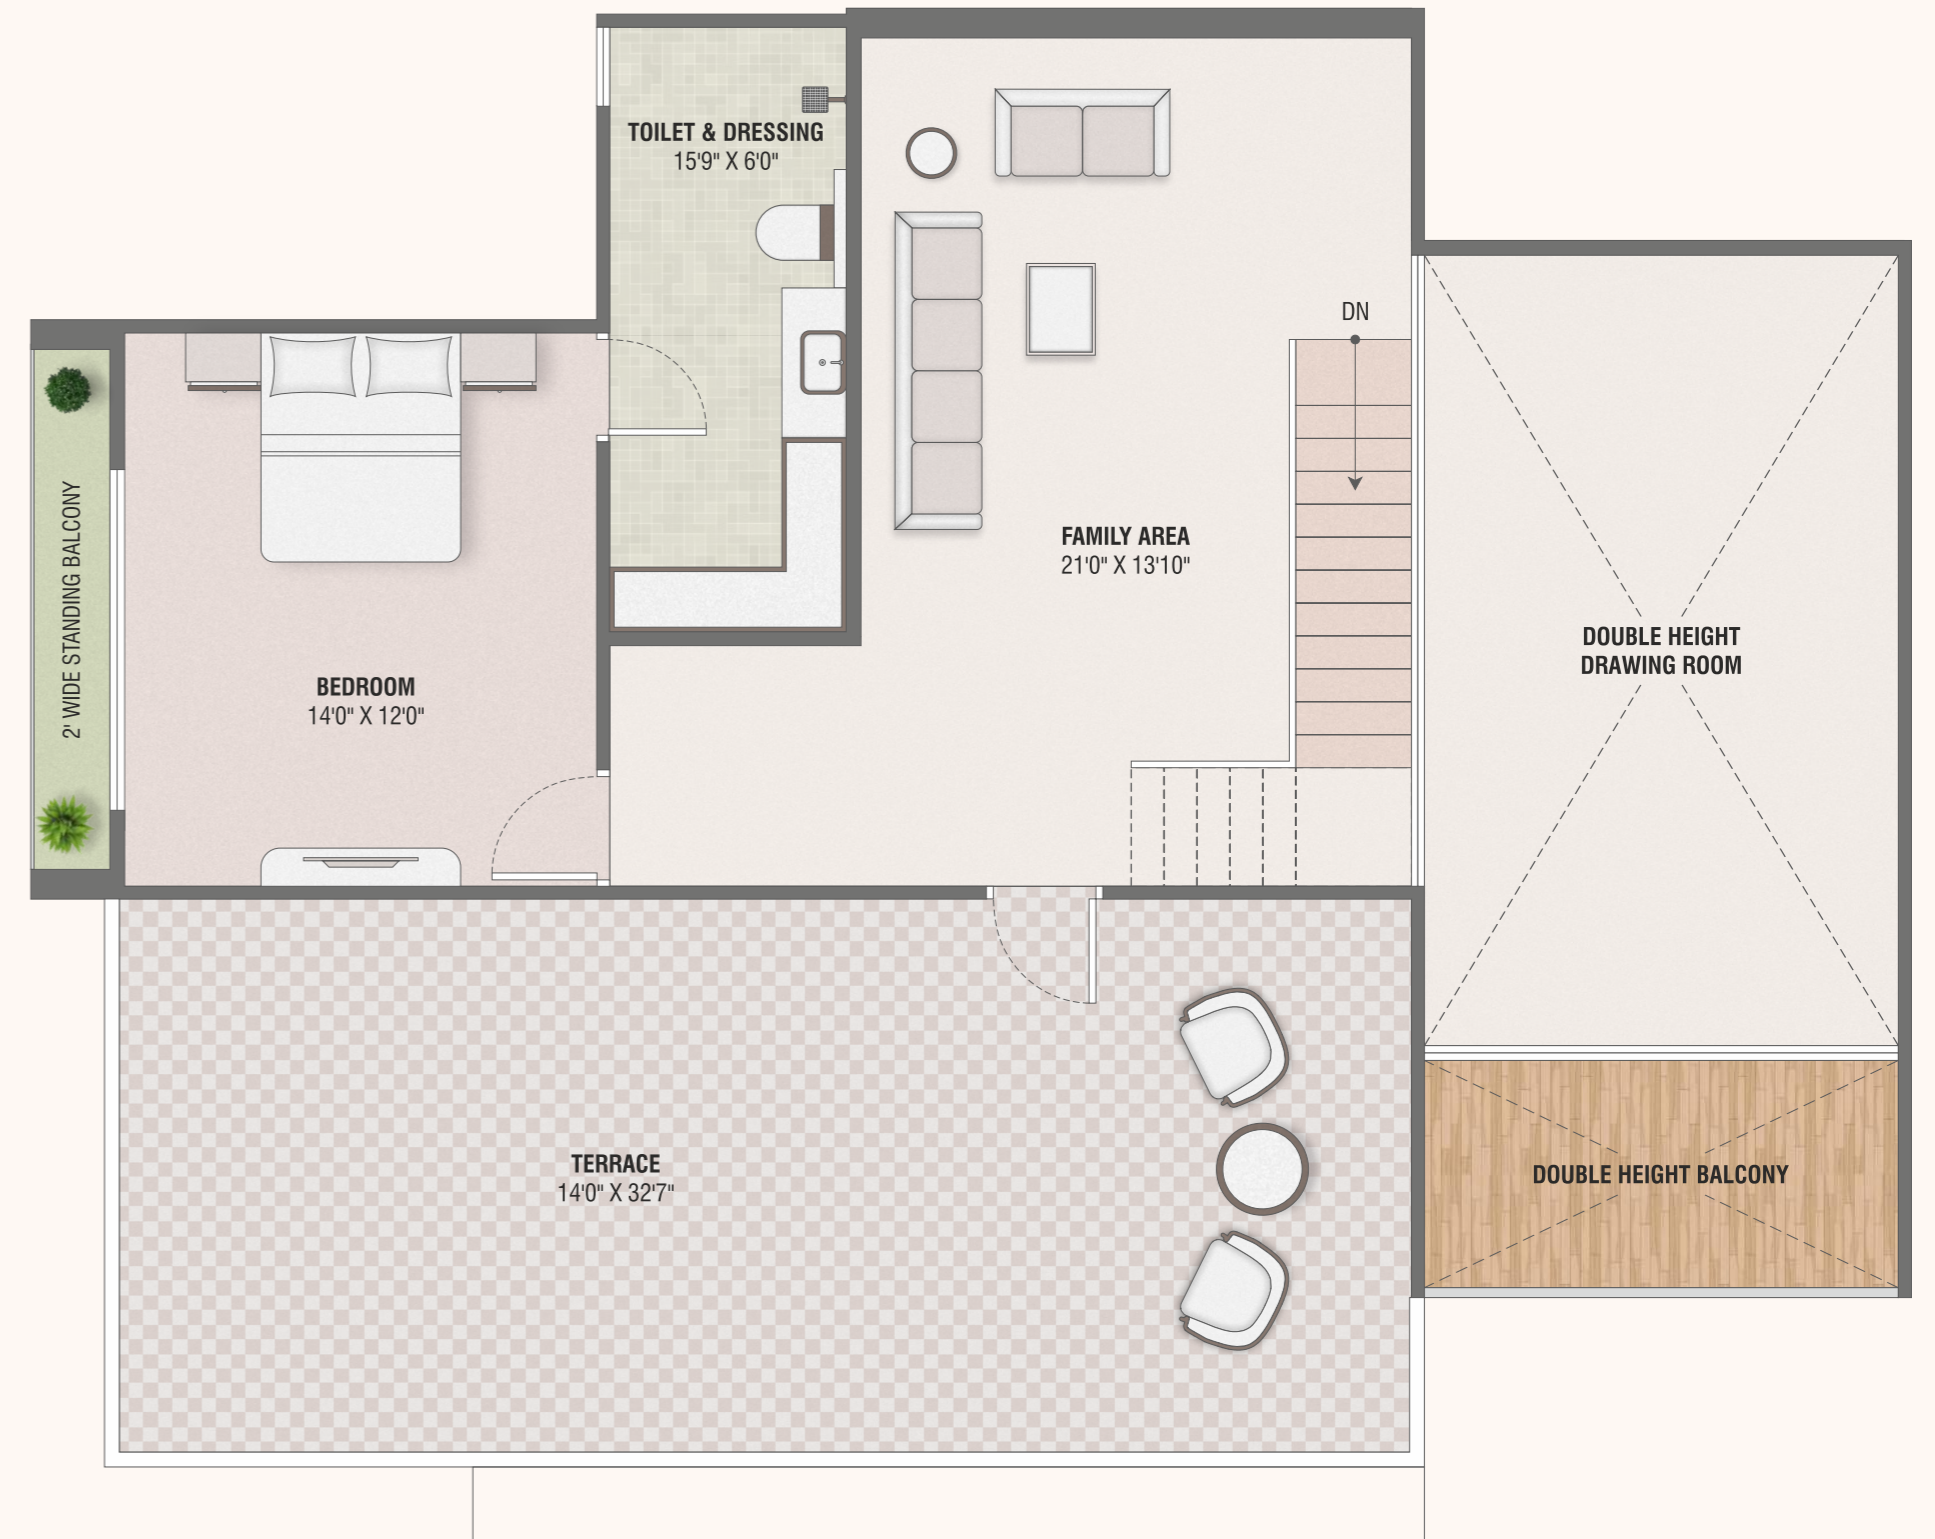 TOILET & DRESSING
15'9" X 6'0"
DN
FAMILY AREA
21'0" X 13'10"
2' WIDE STANDING BALCONY
BEDROOM
14'0" X 12'0"
DOUBLE HEIGHT
DRAWING ROOM
TERRACE
14'0" X 32'7"
DOUBLE HEIGHT BALCONY